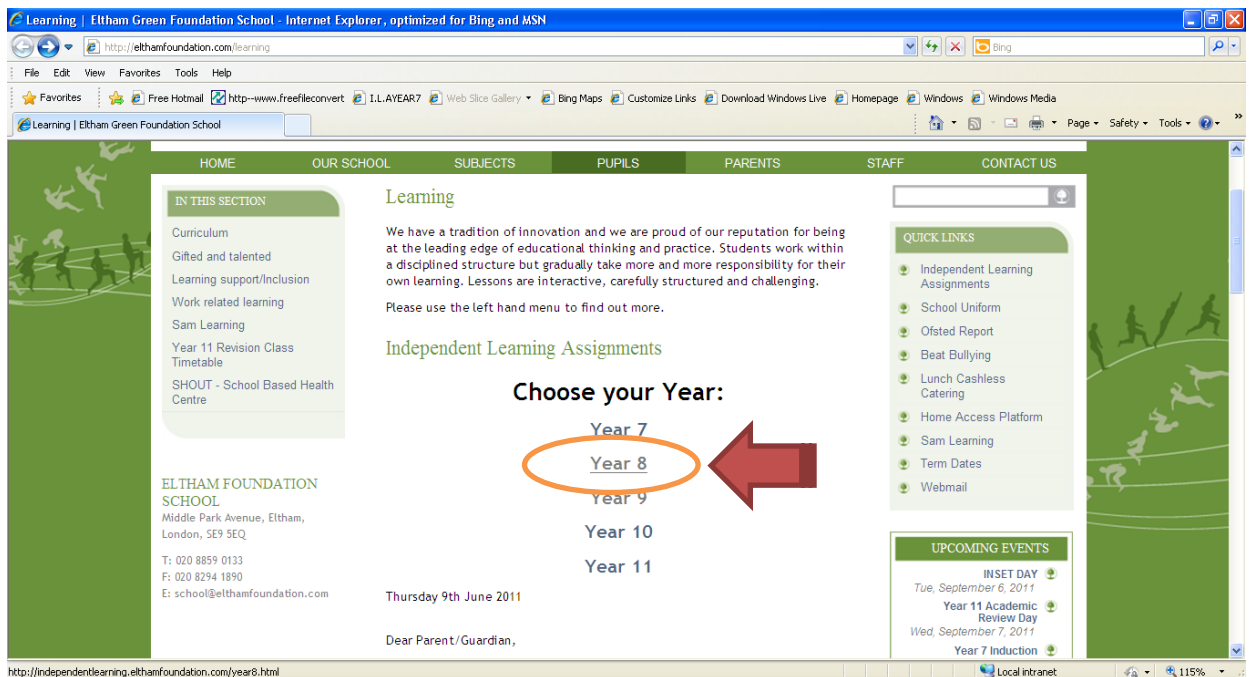 Learning | Eltham Green Foundation School - Internet Explorer, optimized for Bing and MSN
http://elthamfoundation.com/learning
Bing
File Edit View Favorites Tools Help
Favorites Free Hotmail http--www.freefileconvert I.L.AYEAR7 Web Slice Gallery Bing Maps Customize Links Download Windows Live Homepage Windows Windows Media
Learning | Eltham Green Foundation School
Page Safety Tools
HOME OUR SCHOOL SUBJECTS PUPILS PARENTS STAFF CONTACT US
IN THIS SECTION
Curriculum
Gifted and talented
Learning support/Inclusion
Work related learning
Sam Learning
Year 11 Revision Class
Timetable
SHOUT - School Based Health
Centre
ELTHAM FOUNDATION
SCHOOL
Middle Park Avenue, Eltham,
London, SE9 5EQ
T: 020 8859 0133
F: 020 8294 1890
E: school@elthamfoundation.com
Learning
We have a tradition of innovation and we are proud of our reputation for being
at the leading edge of educational thinking and practice. Students work within
a disciplined structure but gradually take more and more responsibility for their
own learning. Lessons are interactive, carefully structured and challenging.
Please use the left hand menu to find out more.
Independent Learning Assignments
Choose your Year:
Year 7
Year 8
Year 9
Year 10
Year 11
Thursday 9th June 2011
Dear Parent/Guardian,
QUICK LINKS
Independent Learning
Assignments
School Uniform
Ofsted Report
Beat Bullying
Lunch Cashless
Catering
Home Access Platform
Sam Learning
Term Dates
Webmail
UPCOMING EVENTS
INSET DAY
Tue, September 6, 2011
Year 11 Academic
Review Day
Wed, September 7, 2011
Year 7 Induction
http://independentlearning.elthamfoundation.com/year8.html
Local intranet
115%